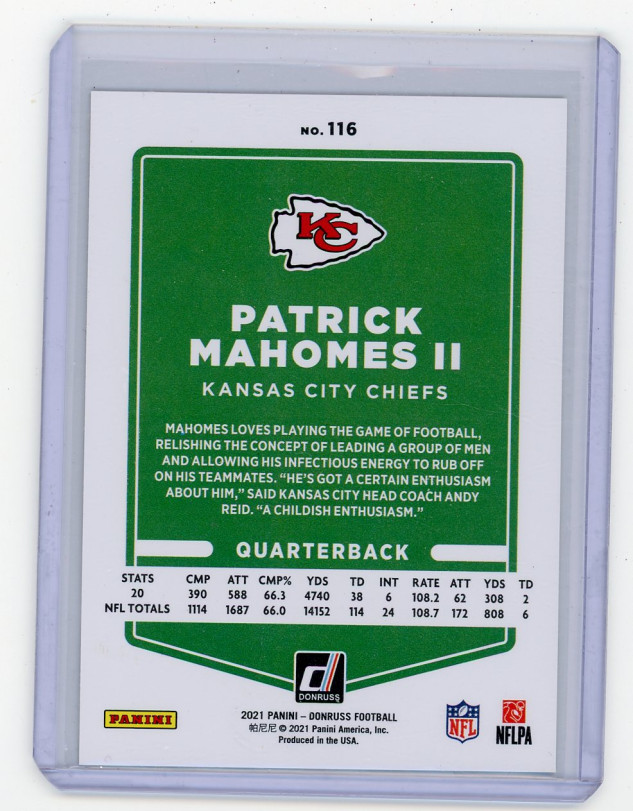 NO. 116
KC
PATRICK
MAHOMES II
KANSAS CITY CHIEFS
MAHOMES LOVES PLAYING THE GAME OF FOOTBALL,
RELISHING THE CONCEPT OF LEADING A GROUP OF MEN
AND ALLOWING HIS INFECTIOUS ENERGY TO RUB OFF
ON HIS TEAMMATES. “HE’S GOT A CERTAIN ENTHUSIASM
ABOUT HIM,” SAID KANSAS CITY HEAD COACH ANDY
REID. “A CHILDISH ENTHUSIASM.”
QUARTERBACK
STATS CMP ATT CMP% YDS TD INT RATE ATT YDS TD
20 390 588 66.3 4740 38 6 108.2 62 308 2
NFL TOTALS 1114 1687 66.0 14152 114 24 108.7 172 808 6
d
DONRUSS
PANINI
2021 PANINI – DONRUSS FOOTBALL
帕尼尼 © 2021 Panini America, Inc.
Produced in the USA.
NFL
NFLPA